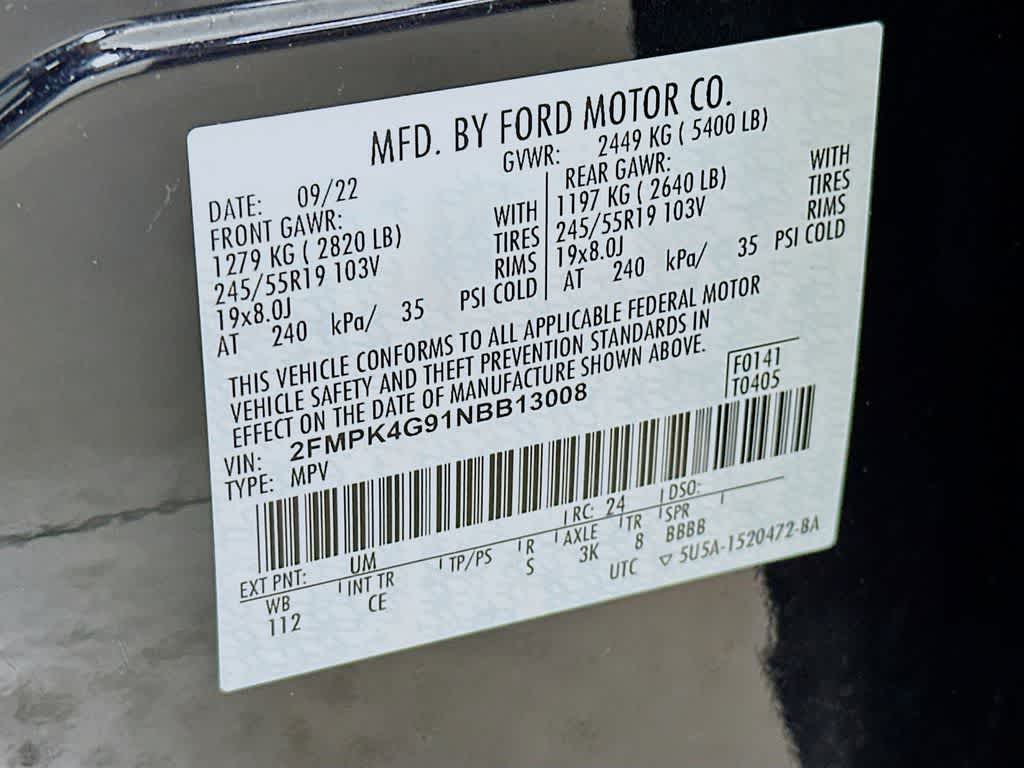 MFD. BY FORD MOTOR CO.
DATE: 09/22 GVWR: 2449 KG ( 5400 LB)
FRONT GAWR: REAR GAWR:
1279 KG ( 2820 LB) WITH 1197 KG ( 2640 LB) WITH
245/55R19 103V TIRES 245/55R19 103V TIRES
19x8.0J RIMS 19x8.0J RIMS
AT 240 kPa/ 35 PSI COLD AT 240 kPa/ 35 PSI COLD
THIS VEHICLE CONFORMS TO ALL APPLICABLE FEDERAL MOTOR
VEHICLE SAFETY AND THEFT PREVENTION STANDARDS IN
EFFECT ON THE DATE OF MANUFACTURE SHOWN ABOVE.
VIN: 2FMPK4G91NBB13008 F0141
TYPE: MPV T0405
EXT PNT: UM RC: 24 DSO:
WB INT TR TP/PS R AXLE TR SPR
112 CE S 3K 8 BBBB
UTC ▽ 5U5A-1520472-BA